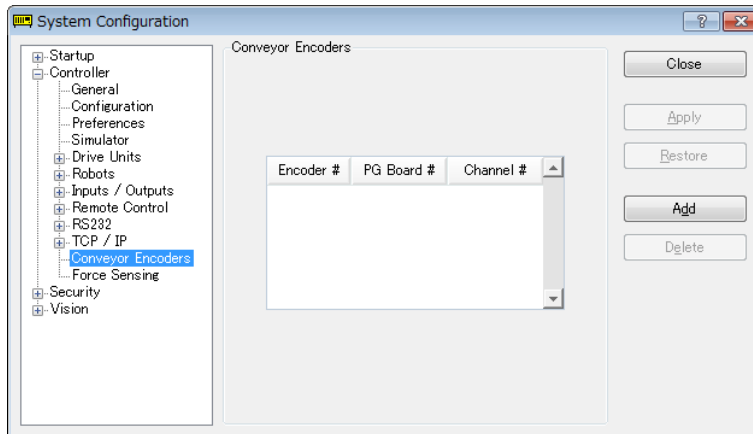 System Configuration
Startup
Controller
General
Configuration
Preferences
Simulator
Drive Units
Robots
Inputs / Outputs
Remote Control
RS232
TCP / IP
Conveyor Encoders
Force Sensing
Security
Vision
Conveyor Encoders
Encoder # PG Board # Channel #
Close
Apply
Restore
Add
Delete